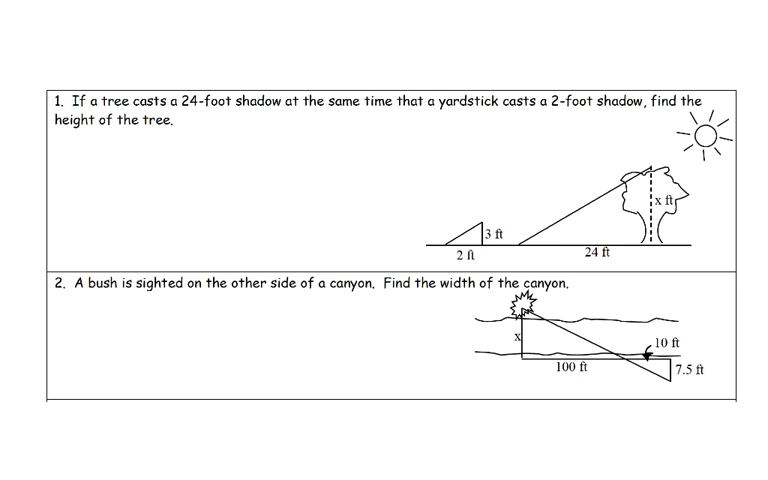 1. If a tree casts a 24-foot shadow at the same time that a yardstick casts a 2-foot shadow, find the
height of the tree.
x ft
3 ft
2 ft
24 ft
2. A bush is sighted on the other side of a canyon. Find the width of the canyon.
x
10 ft
100 ft
7.5 ft